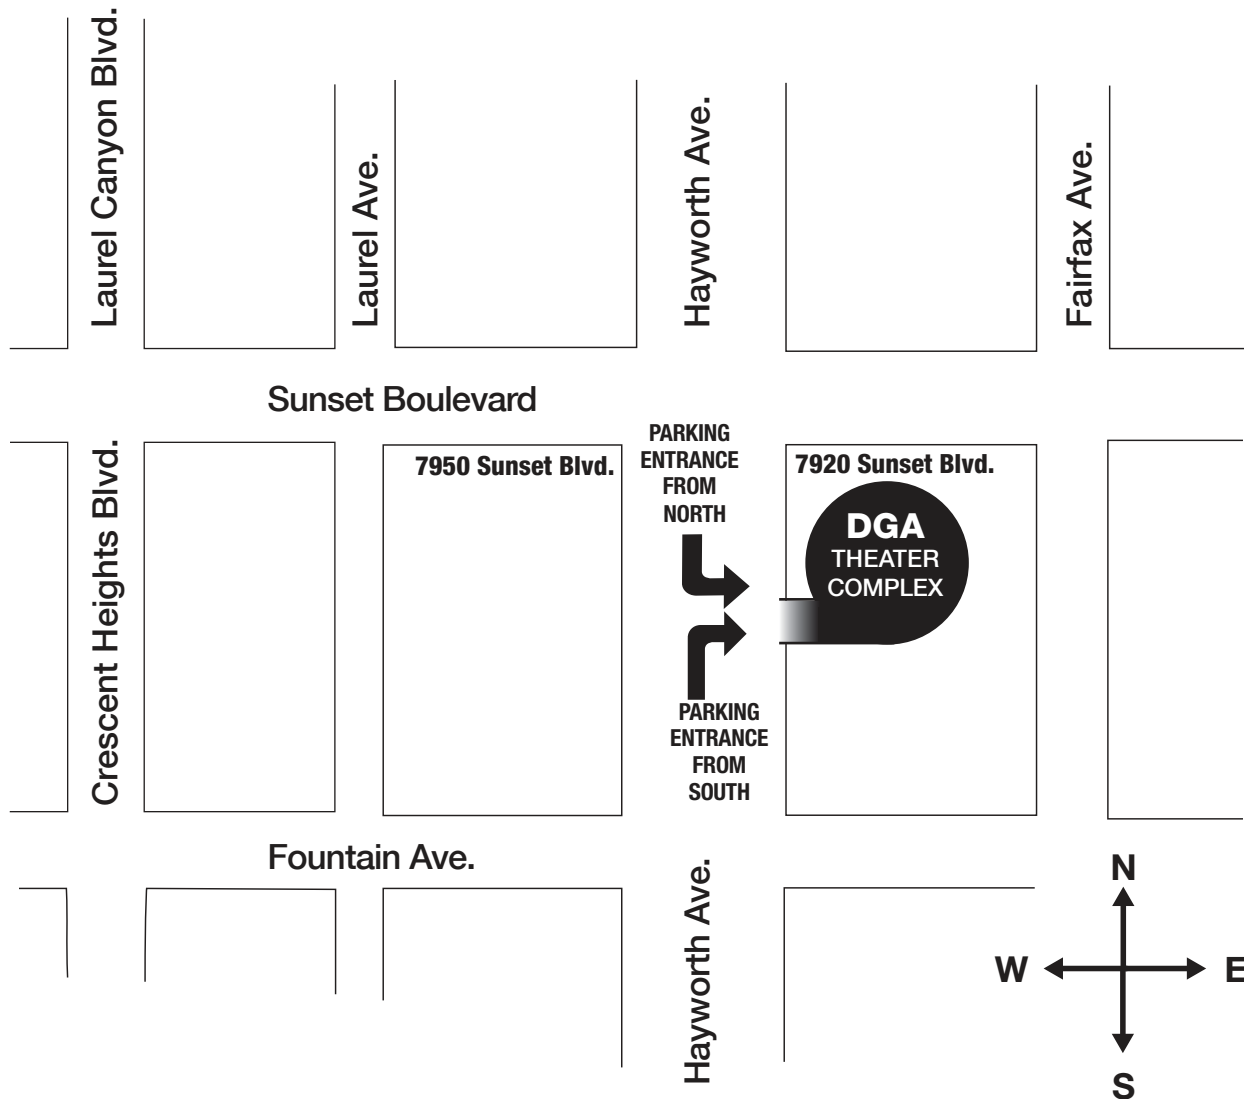 Laurel Canyon Blvd.
Laurel Ave.
Hayworth Ave.
Fairfax Ave.
Sunset Boulevard
Crescent Heights Blvd.
7950 Sunset Blvd.
PARKING
ENTRANCE
FROM
NORTH
7920 Sunset Blvd.
DGA
THEATER
COMPLEX
PARKING
ENTRANCE
FROM
SOUTH
Fountain Ave.
Hayworth Ave.
N
W
E
S